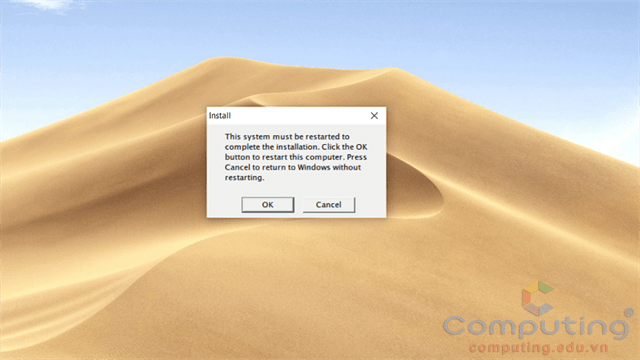 Install
This system must be restarted to
complete the installation. Click the OK
button to restart this computer. Press
Cancel to return to Windows without
restarting.
OK Cancel
Computing
computing.edu.vn